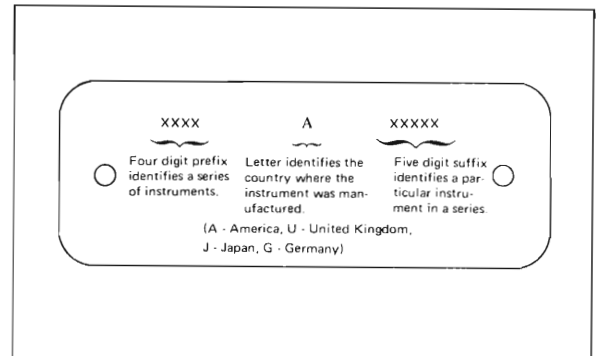 XXXX A XXXXX
Four digit prefix identifies a series of instruments.
Letter identifies the country where the instrument was man-ufactured.
Five digit suffix identifies a par-ticular instru-ment in a series.
(A - America, U - United Kingdom,
J - Japan, G - Germany)